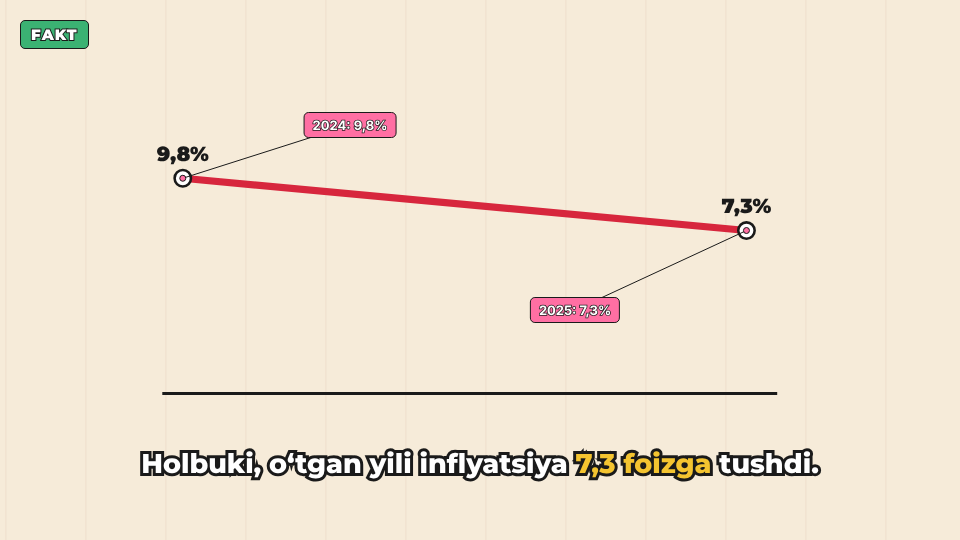 FAKT
2024: 9,8%
9,8%
7,3%
2025: 7,3%
Holbuki, o‘tgan yili inflyatsiya 7,3 foizga tushdi.